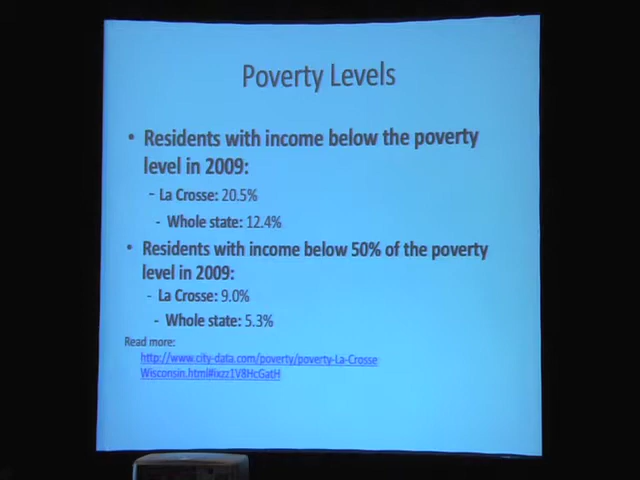 Poverty Levels
• Residents with income below the poverty
level in 2009:
- La Crosse: 20.5%
- Whole state: 12.4%
• Residents with income below 50% of the poverty
level in 2009:
- La Crosse: 9.0%
- Whole state: 5.3%
Read more:
http://www.city-data.com/poverty/poverty-La-Crosse
Wisconsin.html#ixzz1V8HcGatH